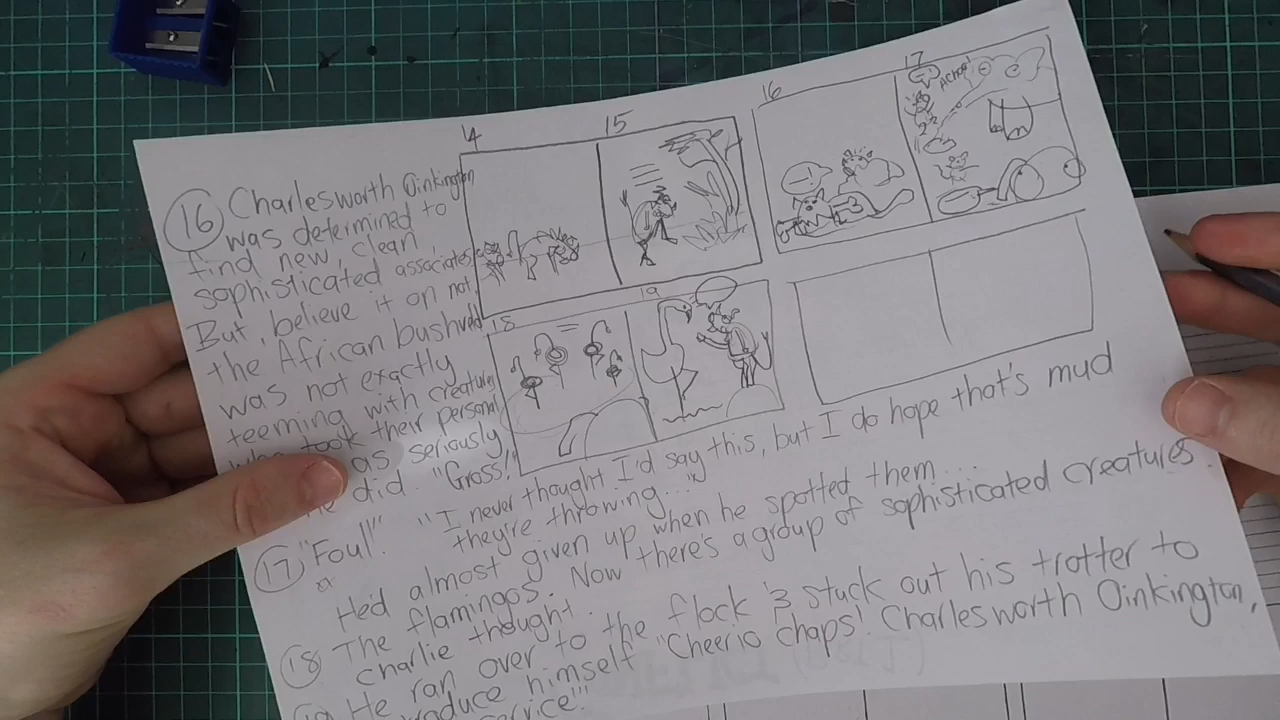 14
15
16
17
ACHOO!
18
19
16 Charlesworth Oinkington
was determined to
find new, clean
sophisticated associates.
But, believe it on not,
the African bushveld
was not exactly
teeming with creatures
who took their personal
as seriously
he did. "Gross!"
17 "Foul!" "I never thought I'd say this, but I do hope that's mud
they're throwing..."
He'd almost given up when he spotted them...
18 The flamingos. Now there's a group of sophisticated creatures.
Charlie thought.
19 He ran over to the flock & stuck out his trotter to
himself "Cheerio chaps! Charlesworth Oinkington,
service!!!